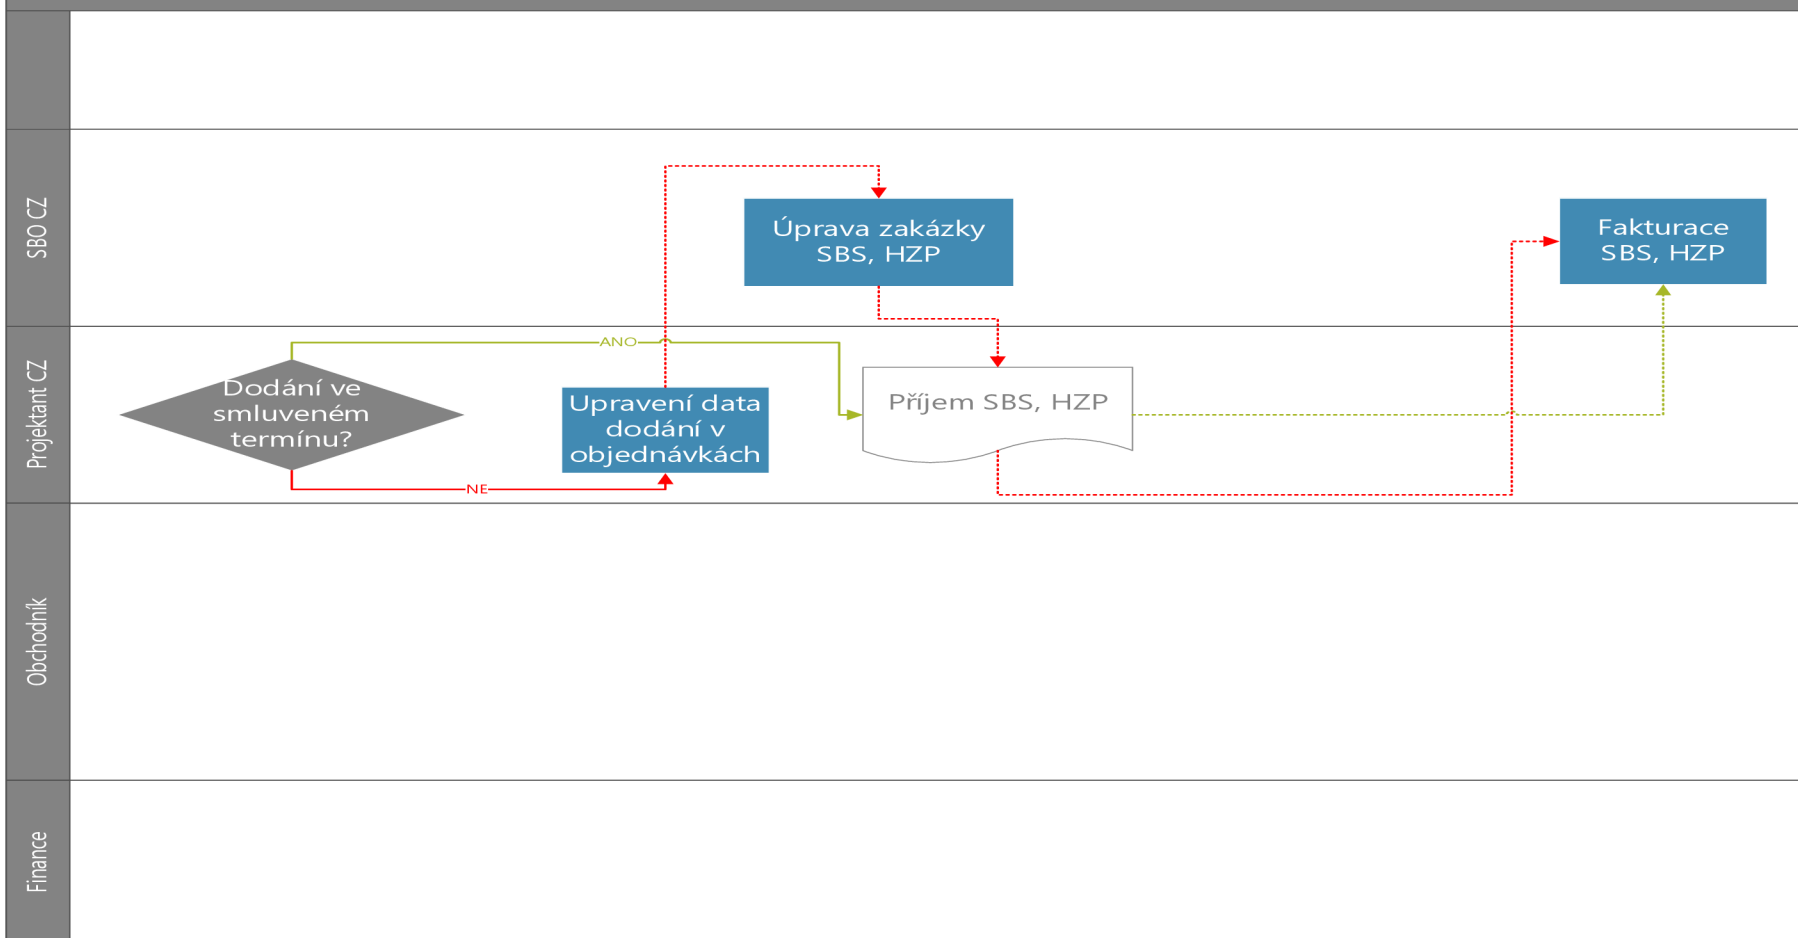 SBO CZ
Úprava zakázky
SBS, HZP
Fakturace
SBS, HZP
Projektant CZ
ANO
Dodání ve
smluveném
termínu?
Upravení data
dodání v
objednávkách
Příjem SBS, HZP
NE
Obchodník
Finance